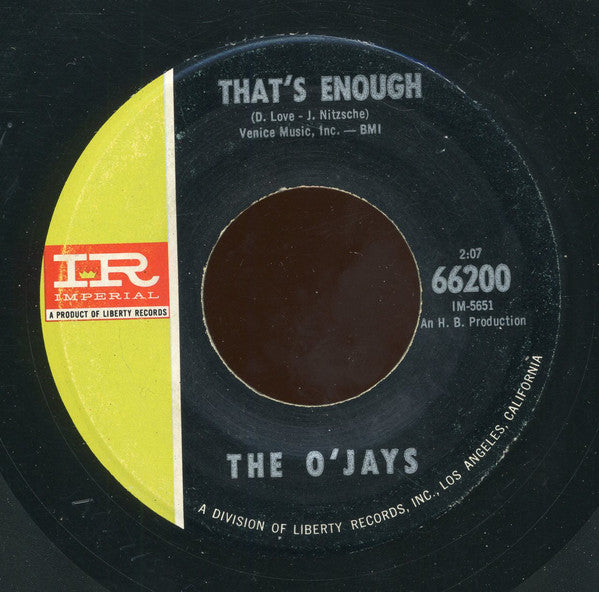 THAT'S ENOUGH
(D. Love - J. Nitzsche)
Venice Music, Inc. — BMI
IR
IMPERIAL
A PRODUCT OF LIBERTY RECORDS
2:07
66200
IM-5651
An H. B. Production
THE O'JAYS
A DIVISION OF LIBERTY RECORDS, INC., LOS ANGELES, CALIFORNIA